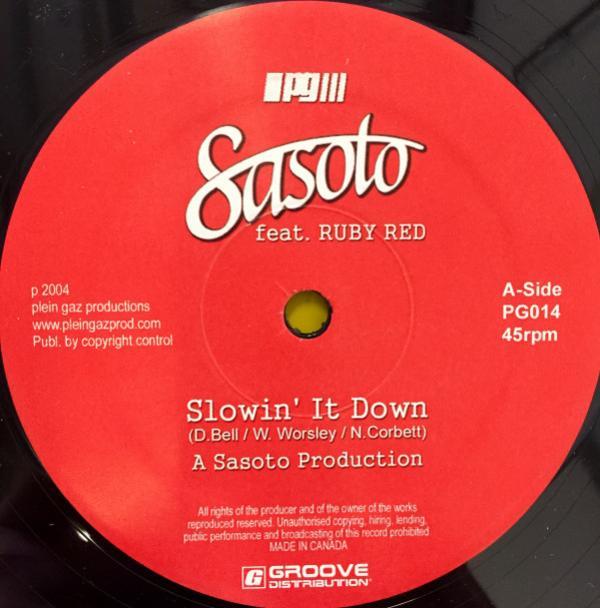 pg
Sasoto
feat. RUBY RED
p 2004
plein gaz productions
www.pleingazprod.com
Publ. by copyright control
A-Side
PG014
45rpm
Slowin' It Down
(D.Bell / W. Worsley / N.Corbett)
A Sasoto Production
All rights of the producer and of the owner of the works
reproduced reserved. Unauthorised copying, hiring, lending,
public performance and broadcasting of this record prohibited
MADE IN CANADA
G GROOVE
DISTRIBUTION